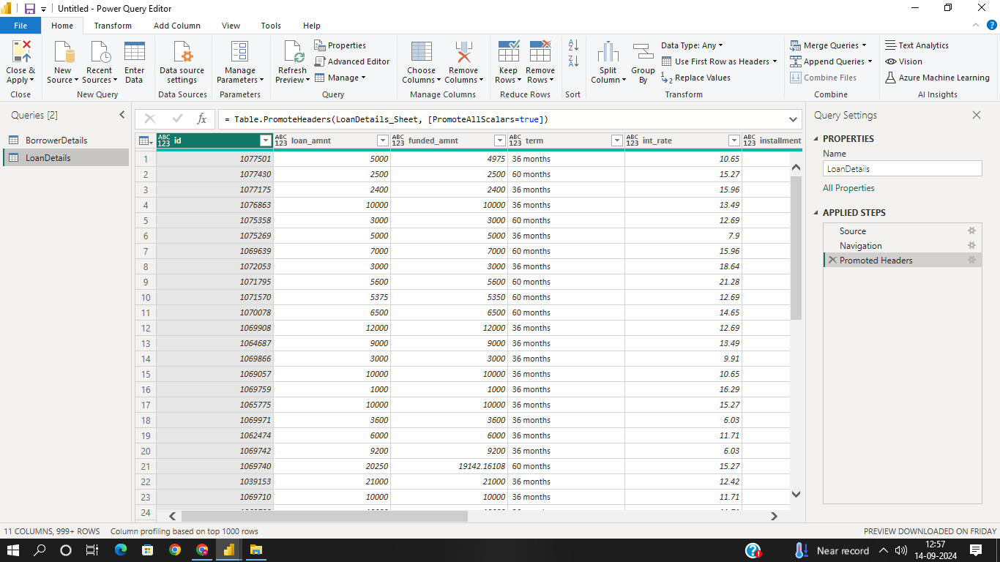 Untitled - Power Query Editor
File Home Transform Add Column View Tools Help
Close & Apply
Close
New Source
Recent Sources
Enter Data
New Query
Data source settings
Data Sources
Manage Parameters
Parameters
Refresh Preview
Properties
Advanced Editor
Manage
Query
Choose Columns
Remove Columns
Manage Columns
Keep Rows
Remove Rows
Reduce Rows
Sort
Split Column
Group By
Data Type: Any
Use First Row as Headers
Replace Values
Transform
Merge Queries
Append Queries
Combine Files
Combine
Text Analytics
Vision
Azure Machine Learning
AI Insights
Queries [2]
BorrowerDetails
LoanDetails
= Table.PromoteHeaders(LoanDetails_Sheet, [PromoteAllScalars=true])
ABC 123 id ABC 123 loan_amnt ABC 123 funded_amnt ABC 123 term ABC 123 int_rate ABC 123 installment
1 1077501 5000 4975 36 months 10.65
2 1077430 2500 2500 60 months 15.27
3 1077175 2400 2400 36 months 15.96
4 1076863 10000 10000 36 months 13.49
5 1075358 3000 3000 60 months 12.69
6 1075269 5000 5000 36 months 7.9
7 1069639 7000 7000 60 months 15.96
8 1072053 3000 3000 36 months 18.64
9 1071795 5600 5600 60 months 21.28
10 1071570 5375 5350 60 months 12.69
11 1070078 6500 6500 60 months 14.65
12 1069908 12000 12000 36 months 12.69
13 1064687 9000 9000 36 months 13.49
14 1069866 3000 3000 36 months 9.91
15 1069057 10000 10000 36 months 10.65
16 1069759 1000 1000 36 months 16.29
17 1065775 10000 10000 36 months 15.27
18 1069971 3600 3600 36 months 6.03
19 1062474 6000 6000 36 months 11.71
20 1069742 9200 9200 36 months 6.03
21 1069740 20250 19142.16108 60 months 15.27
22 1039153 21000 21000 36 months 12.42
23 1069710 10000 10000 36 months 11.71
24
Query Settings
PROPERTIES
Name
LoanDetails
All Properties
APPLIED STEPS
Source
Navigation
Promoted Headers
11 COLUMNS, 999+ ROWS Column profiling based on top 1000 rows
PREVIEW DOWNLOADED ON FRIDAY
Near record
12:57
14-09-2024